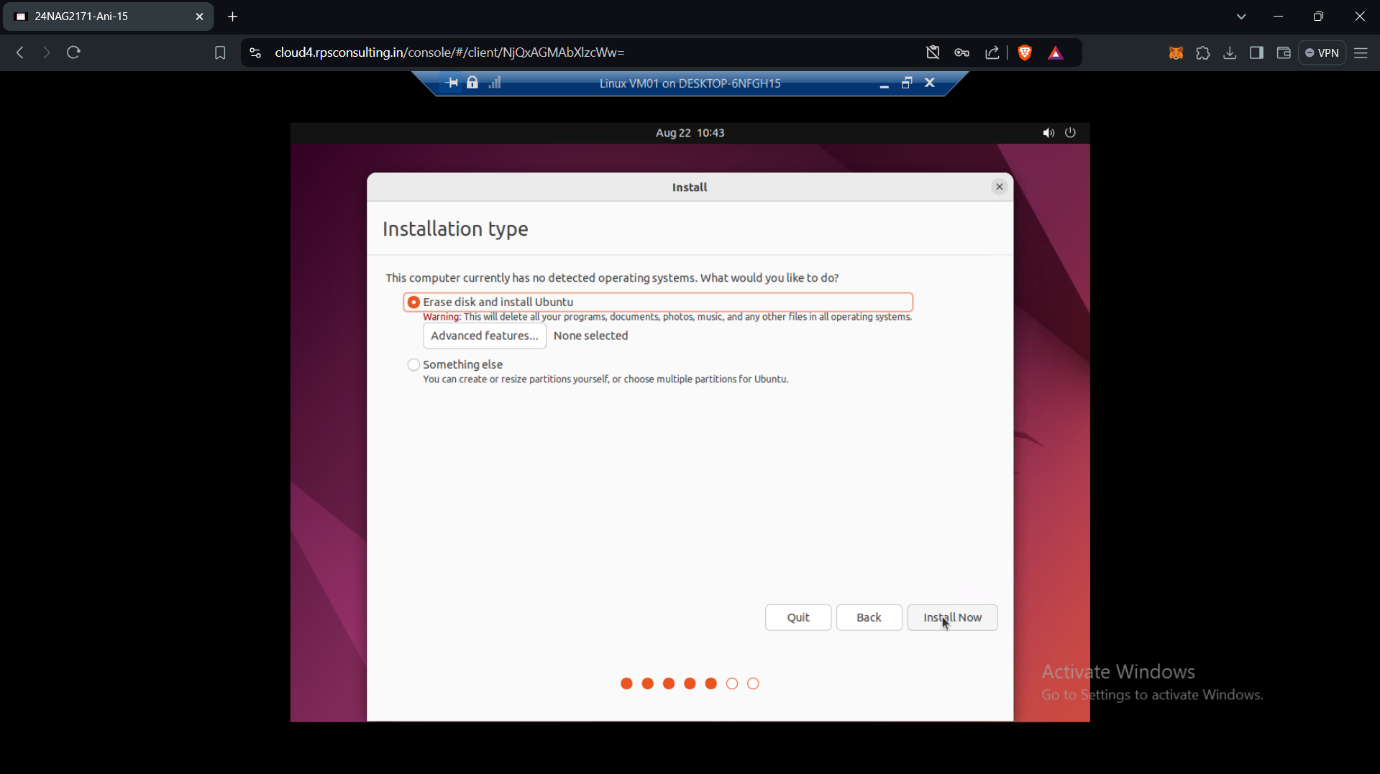 24NAG2171-Ani-15
cloud4.rpsconsulting.in/console/#/client/NjQxAGMAbXlzcWw=
VPN
Linux VM01 on DESKTOP-6NFGH15
Aug 22 10:43
Install
Installation type
This computer currently has no detected operating systems. What would you like to do?
Erase disk and install Ubuntu
Warning: This will delete all your programs, documents, photos, music, and any other files in all operating systems.
Advanced features... None selected
Something else
You can create or resize partitions yourself, or choose multiple partitions for Ubuntu.
Quit Back Install Now
Activate Windows
Go to Settings to activate Windows.